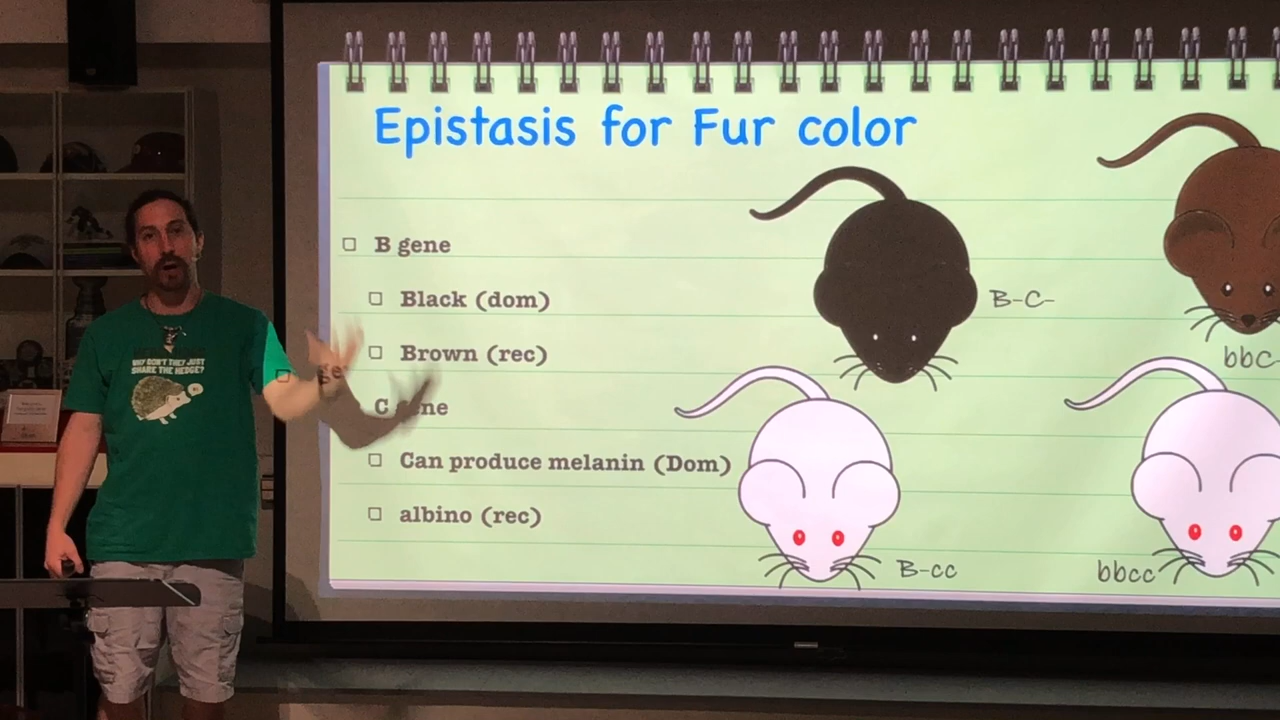 Epistasis for Fur color
B gene
Black (dom)
Brown (rec)
C gene
Can produce melanin (Dom)
albino (rec)
B-C-
bbC-
B-cc
bbcc
WHY DON'T THEY JUST
SHARE THE HEDGE?